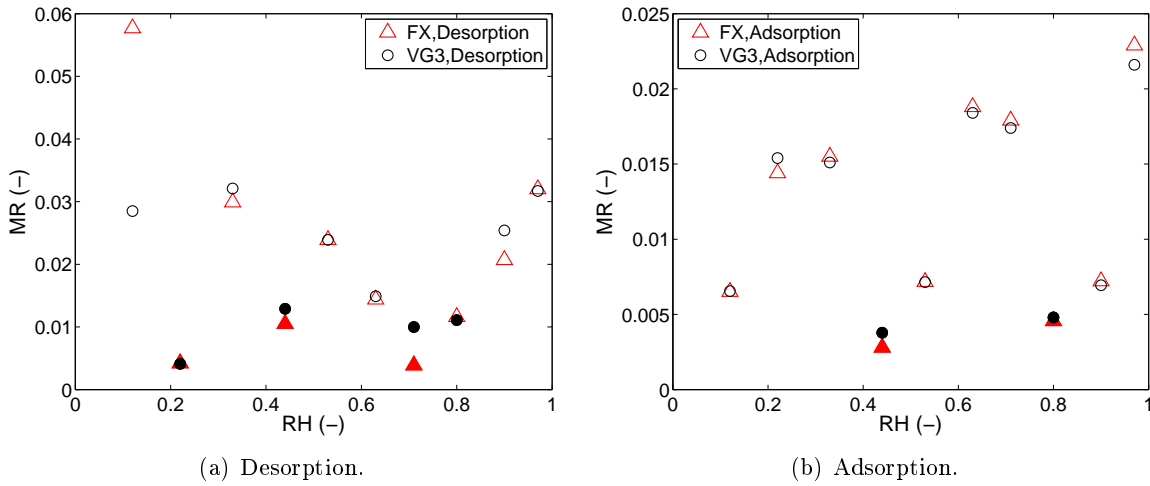 0.06
0.05
0.04
0.03
0.02
0.01
0
MR (−)
0 0.2 0.4 0.6 0.8 1
RH (−)
FX,Desorption
VG3,Desorption
(a) Desorption.
0.025
0.02
0.015
0.01
0.005
0
MR (−)
0 0.2 0.4 0.6 0.8 1
RH (−)
FX,Adsorption
VG3,Adsorption
(b) Adsorption.